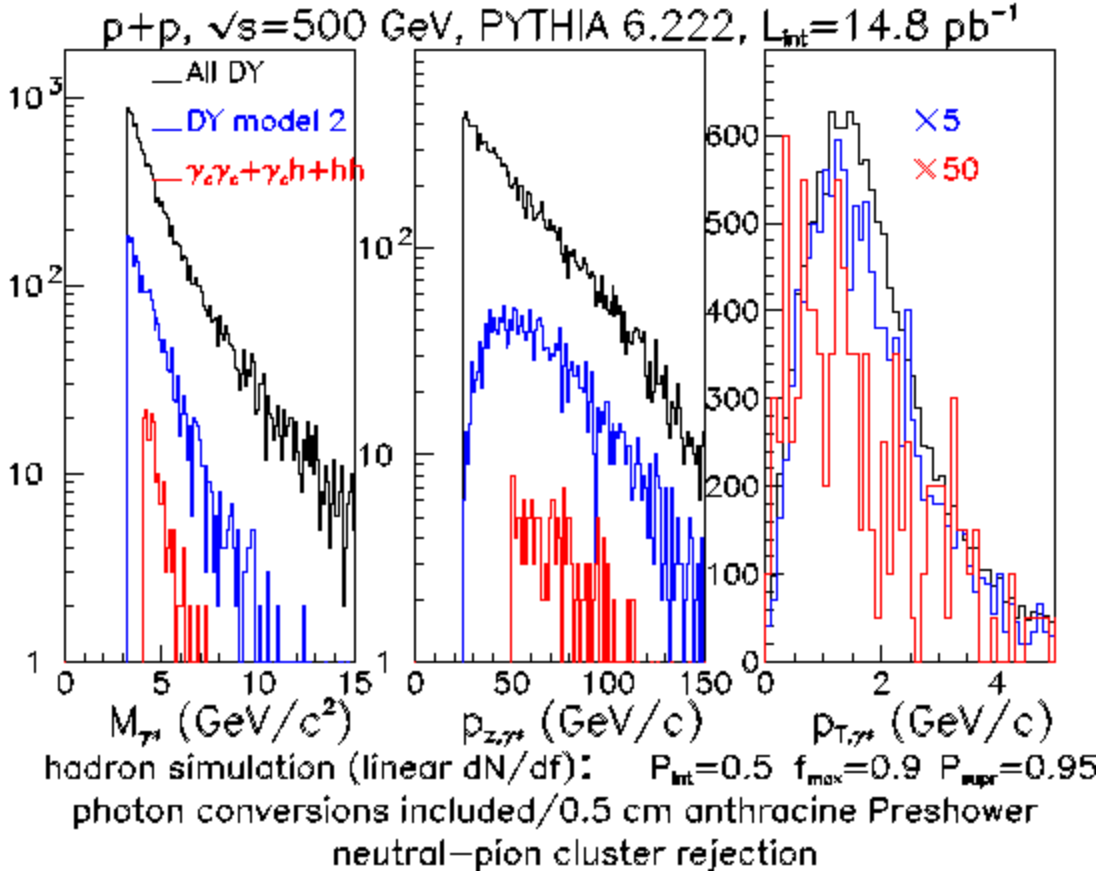 p+p, √s=500 GeV, PYTHIA 6.222, L_int=14.8 pb⁻¹
All DY
DY model 2
γ_cγ_c+γ_ch+hh
×5
×50
10³
10²
10
1
10²
10
1
600
500
400
300
200
100
0
0 5 10 15
0 50 100 150
0 2 4
M_γ* (GeV/c²)
p_z,γ* (GeV/c)
p_T,γ* (GeV/c)
hadron simulation (linear dN/df): P_int=0.5 f_max=0.9 P_supr=0.95
photon conversions included/0.5 cm anthracine Preshower
neutral-pion cluster rejection